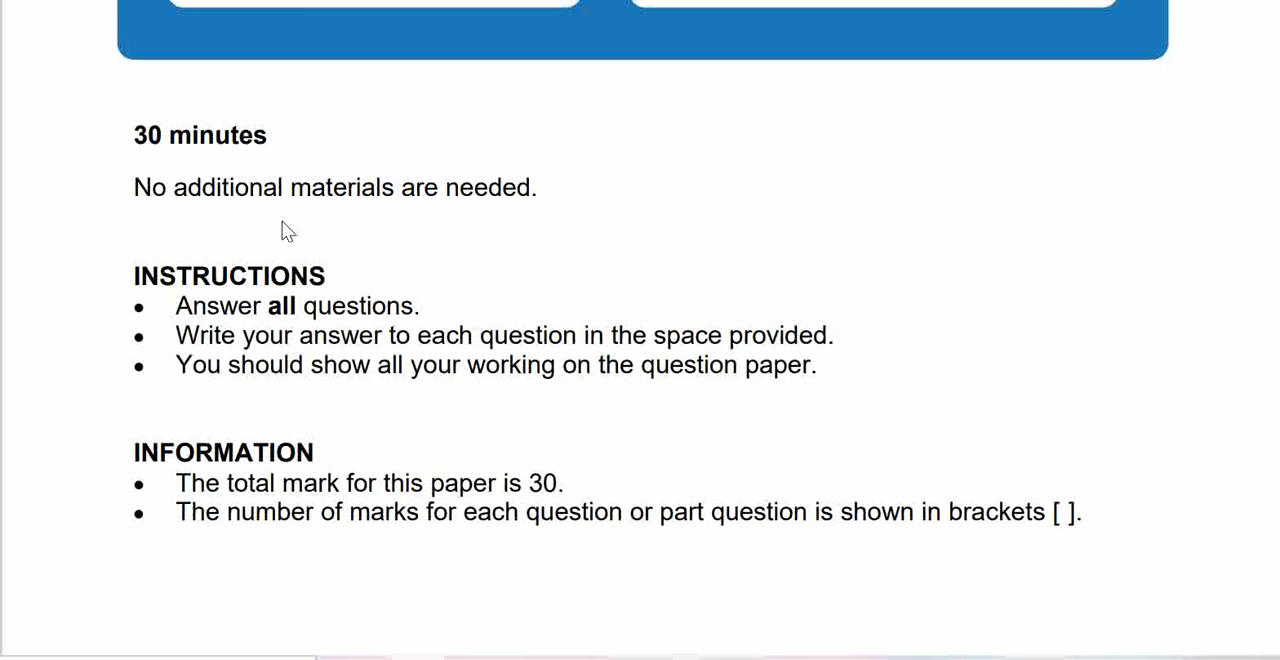 30 minutes
No additional materials are needed.
INSTRUCTIONS
• Answer all questions.
• Write your answer to each question in the space provided.
• You should show all your working on the question paper.
INFORMATION
• The total mark for this paper is 30.
• The number of marks for each question or part question is shown in brackets [ ].